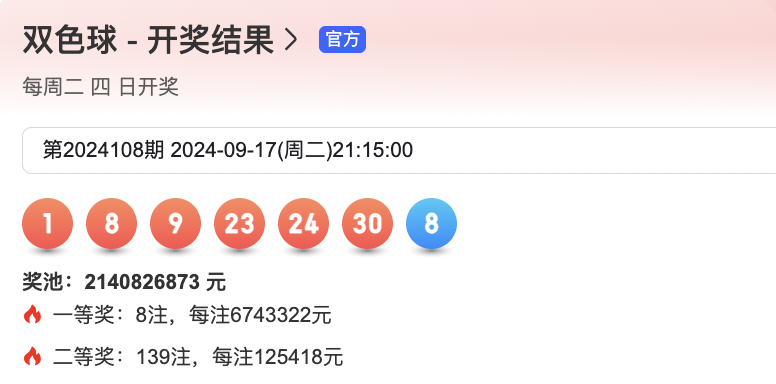 双色球 - 开奖结果 > 官方
每周二 四 日开奖
第2024108期 2024-09-17(周二)21:15:00
1 8 9 23 24 30 8
奖池：2140826873 元
一等奖：8注，每注6743322元
二等奖：139注，每注125418元